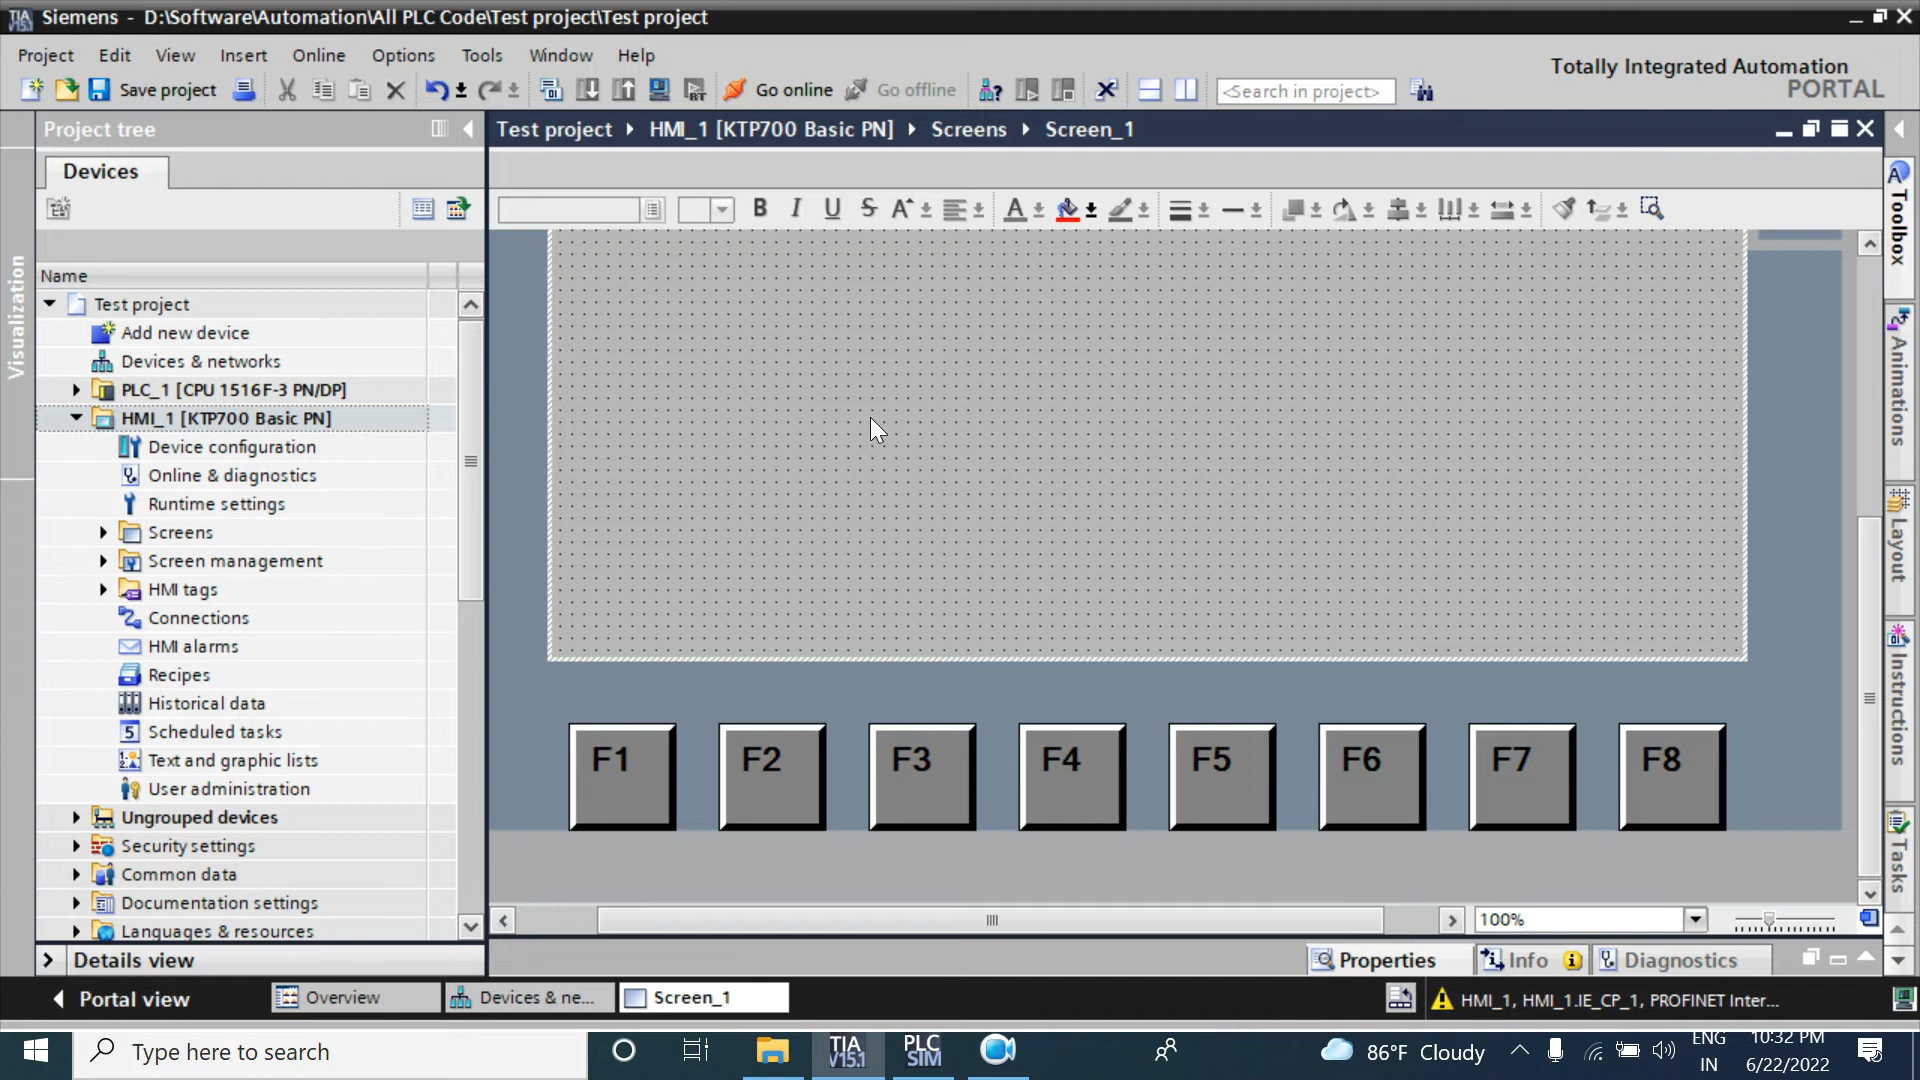 Siemens - D:\Software\Automation\All PLC Code\Test project\Test project
Project Edit View Insert Online Options Tools Window Help
Totally Integrated Automation
PORTAL
Save project
Go online
Go offline
<Search in project>
Project tree
Test project HMI_1 [KTP700 Basic PN] Screens Screen_1
Devices
Name
Test project
Add new device
Devices & networks
PLC_1 [CPU 1516F-3 PN/DP]
HMI_1 [KTP700 Basic PN]
Device configuration
Online & diagnostics
Runtime settings
Screens
Screen management
HMI tags
Connections
HMI alarms
Recipes
Historical data
Scheduled tasks
Text and graphic lists
User administration
Ungrouped devices
Security settings
Common data
Documentation settings
Languages & resources
Visualization
B I U S A
F1 F2 F3 F4 F5 F6 F7 F8
100%
Toolbox
Animations
Layout
Instructions
Tasks
Details view
Properties Info Diagnostics
Portal view
Overview
Devices & ne...
Screen_1
HMI_1, HMI_1.IE_CP_1, PROFINET Inter...
Type here to search
TIA
V15.1
PLC
SIM
86°F Cloudy
ENG
IN
10:32 PM
6/22/2022